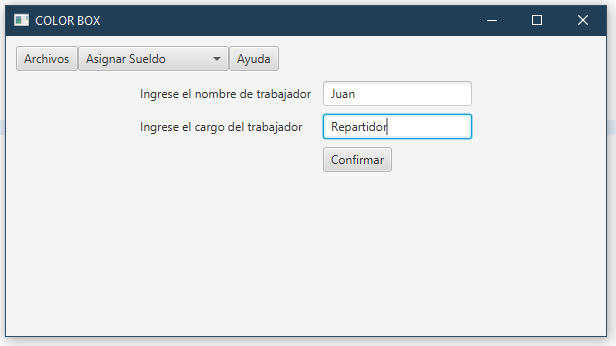 COLOR BOX
Archivos Asignar Sueldo Ayuda
Ingrese el nombre de trabajador Juan
Ingrese el cargo del trabajador Repartidor
Confirmar